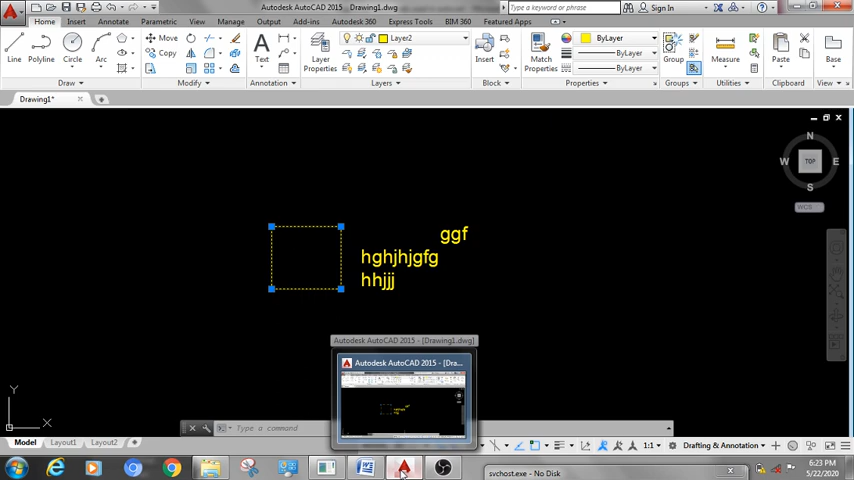 Autodesk AutoCAD 2015 Drawing1.dwg
Type a keyword or phrase
Sign In
Home Insert Annotate Parametric View Manage Output Add-ins Autodesk 360 Express Tools BIM 360 Featured Apps
Line Polyline Circle Arc
Move
Copy
Text
Layer Properties
Layer2
Insert
Match Properties
ByLayer
ByLayer
ByLayer
Group
Measure
Paste
Base
Draw Modify Annotation Layers Block Properties Groups Utilities Clipboard View
Drawing1*
N
W TOP E
S
WCS
ggf
hghjhjgfg
hhjjj
Autodesk AutoCAD 2015 - [Drawing1.dwg]
Autodesk AutoCAD 2015 - [Dra...
Y
X
Type a command
Model Layout1 Layout2
1:1 Drafting & Annotation
svchost.exe - No Disk
6:23 PM
5/22/2020